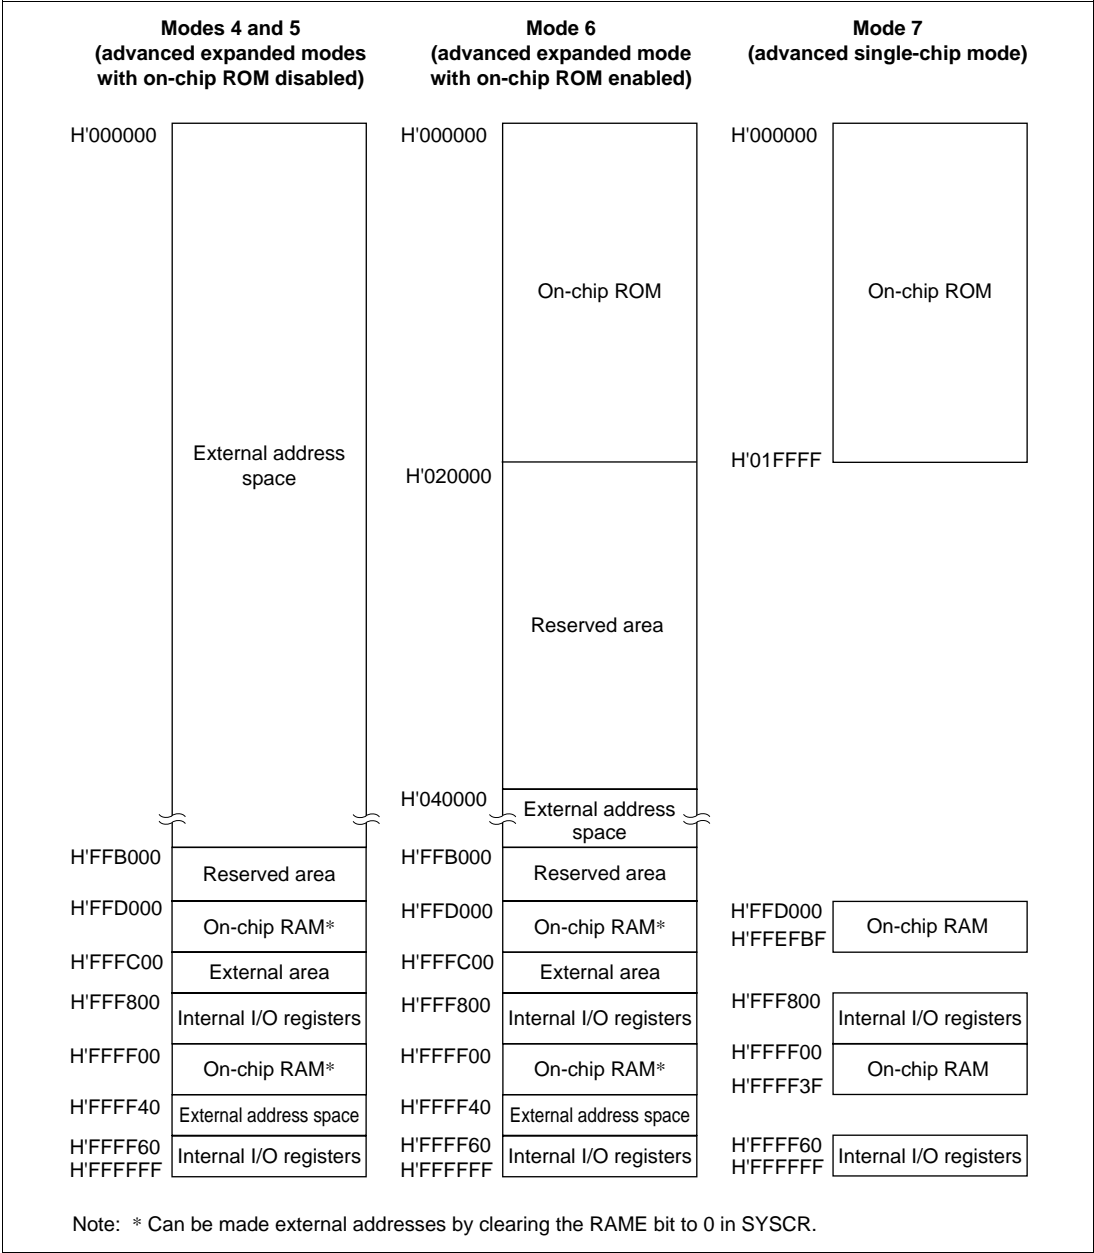 Modes 4 and 5
(advanced expanded modes
with on-chip ROM disabled)
Mode 6
(advanced expanded mode
with on-chip ROM enabled)
Mode 7
(advanced single-chip mode)
H'000000
External address
space
H'FFB000
Reserved area
H'FFD000
On-chip RAM*
H'FFFC00
External area
H'FFF800
Internal I/O registers
H'FFFF00
On-chip RAM*
H'FFFF40
External address space
H'FFFF60
Internal I/O registers
H'FFFFFF
H'000000
On-chip ROM
H'020000
Reserved area
H'040000
External address
space
H'FFB000
Reserved area
H'FFD000
On-chip RAM*
H'FFFC00
External area
H'FFF800
Internal I/O registers
H'FFFF00
On-chip RAM*
H'FFFF40
External address space
H'FFFF60
Internal I/O registers
H'FFFFFF
H'000000
On-chip ROM
H'01FFFF
H'FFD000
On-chip RAM
H'FFEFBF
H'FFF800
Internal I/O registers
H'FFFF00
On-chip RAM
H'FFFF3F
H'FFFF60
Internal I/O registers
H'FFFFFF
Note: * Can be made external addresses by clearing the RAME bit to 0 in SYSCR.